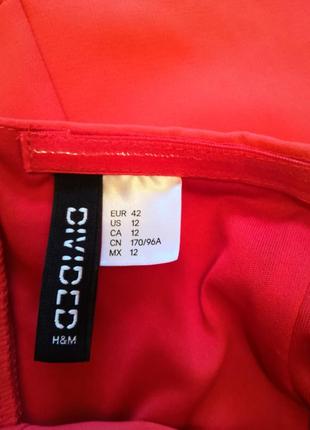 DIVIDED
H&M
EUR 42
US 12
CA 12
CN 170/96A
MX 12